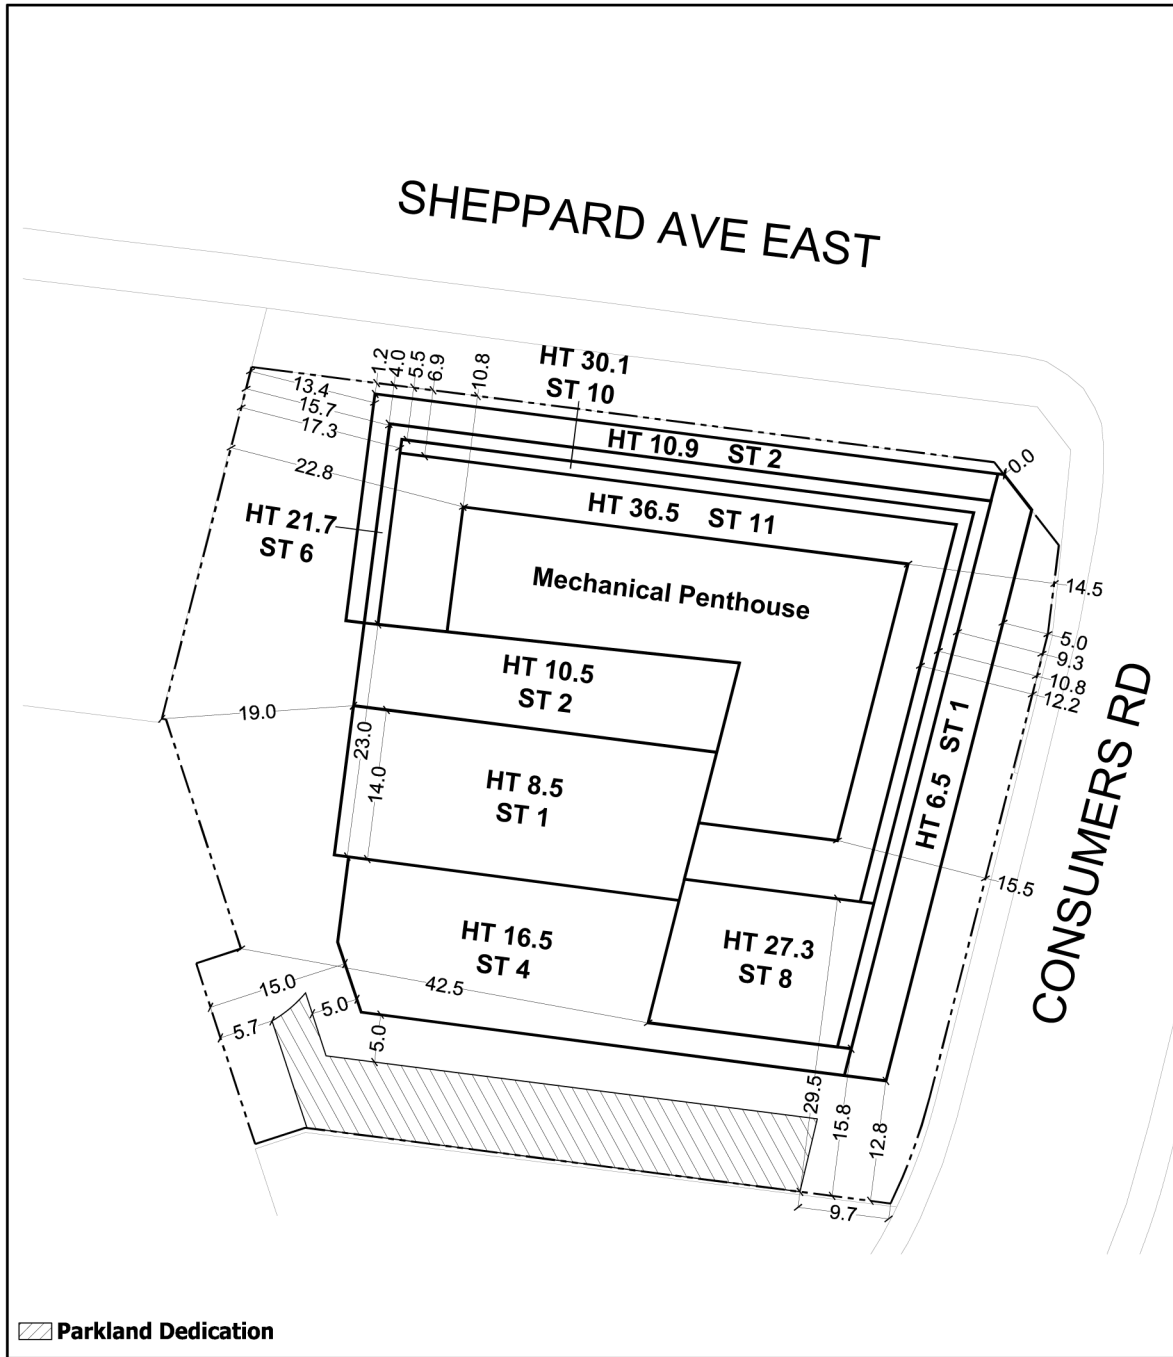 SHEPPARD AVE EAST
1.2
4.0
5.5
6.9
10.8
HT 30.1
ST 10
13.4
15.7
17.3
22.8
HT 10.9 ST 2
0.0
HT 36.5 ST 11
HT 21.7
ST 6
Mechanical Penthouse
14.5
5.0
9.3
10.8
12.2
HT 10.5
ST 2
19.0
23.0
14.0
HT 8.5
ST 1
HT 6.5 ST 1
CONSUMERS RD
15.5
HT 16.5
ST 4
HT 27.3
ST 8
42.5
15.0
5.0
5.7
5.0
29.5
15.8
12.8
9.7
Parkland Dedication